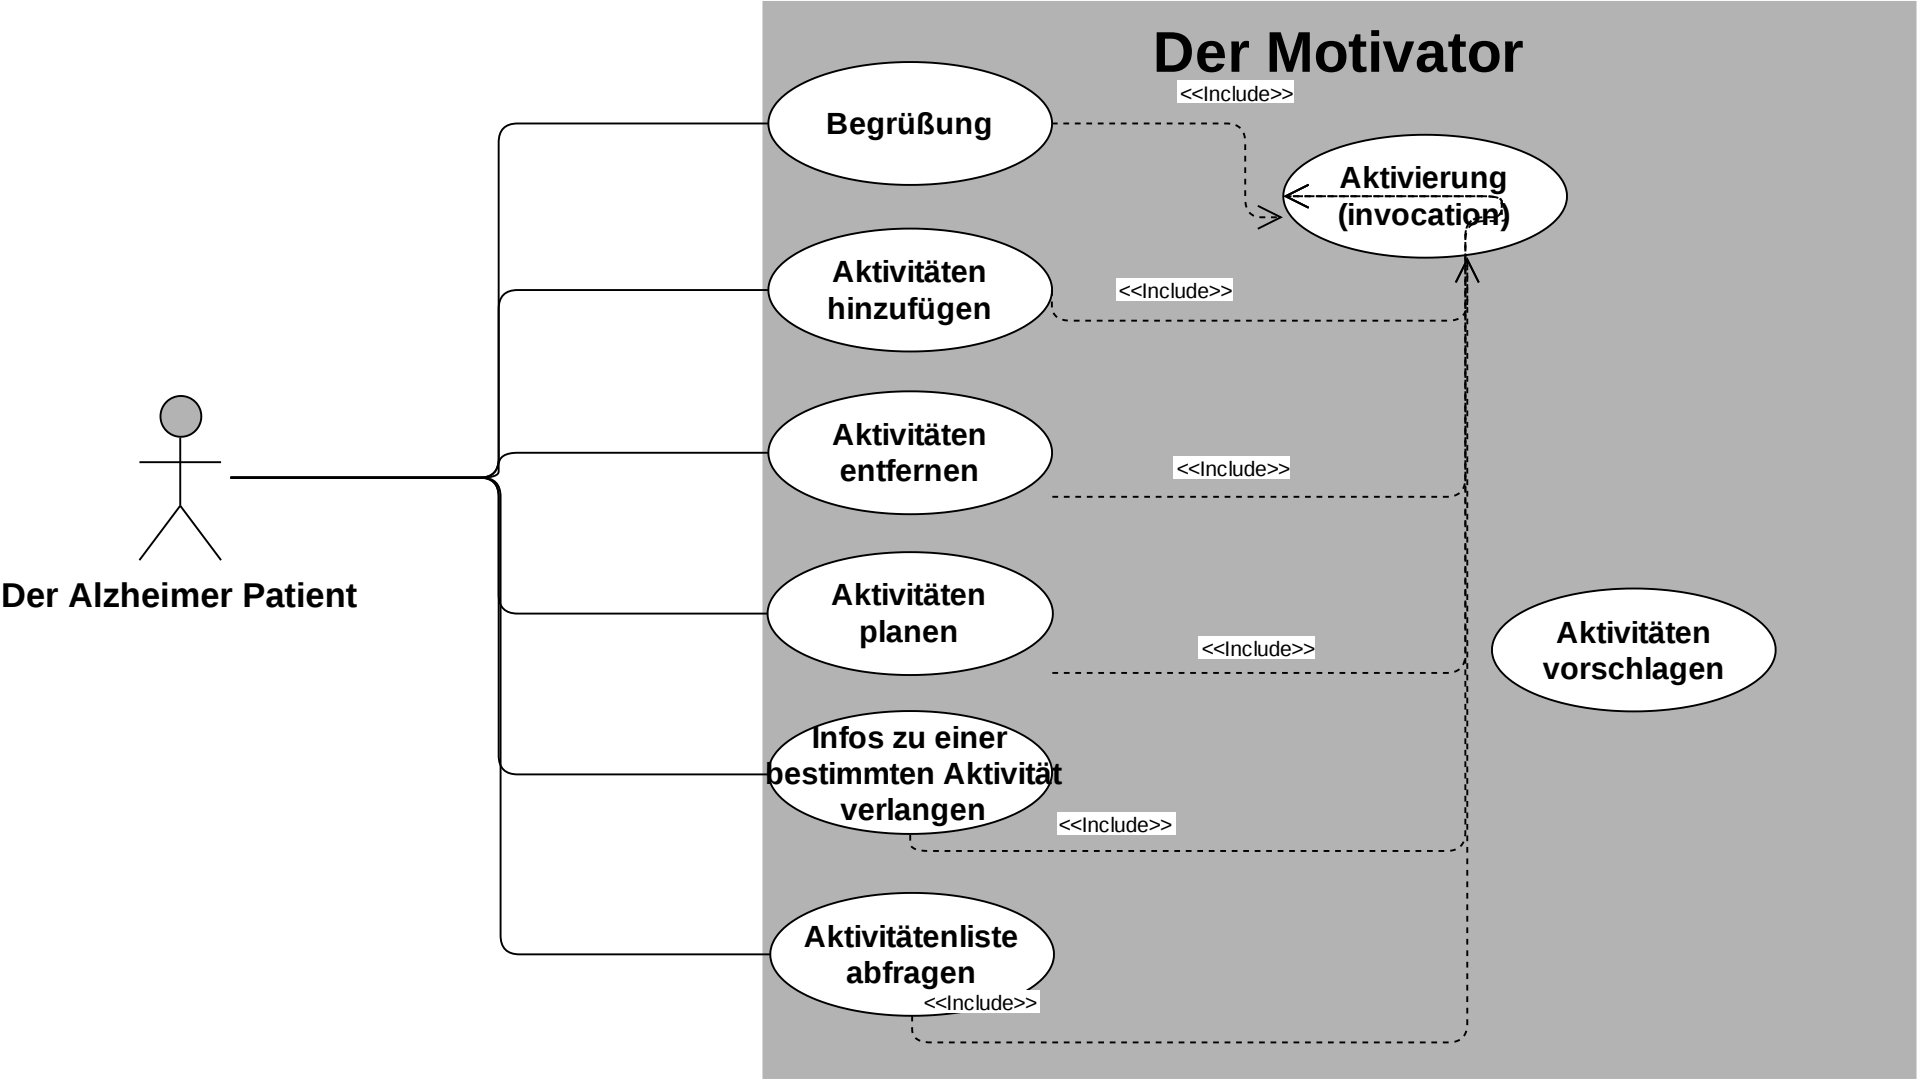 Der Motivator
<<Include>>
Begrüßung
Aktivierung
(invocation)
Aktivitäten
hinzufügen
<<Include>>
Aktivitäten
entfernen
<<Include>>
Der Alzheimer Patient
Aktivitäten
planen
<<Include>>
Aktivitäten
vorschlagen
Infos zu einer
bestimmten Aktivität
verlangen
<<Include>>
Aktivitätenliste
abfragen
<<Include>>